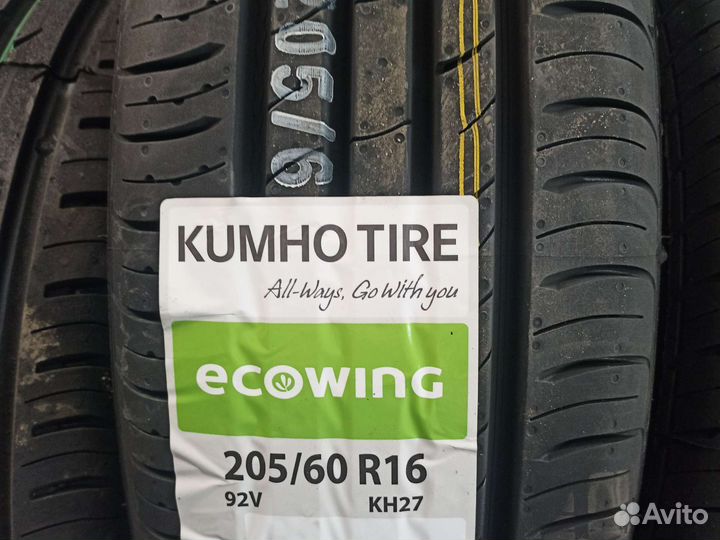 205/6
KUMHO TIRE
All-Ways, Go With you
ecowing
205/60 R16
92V KH27
Avito